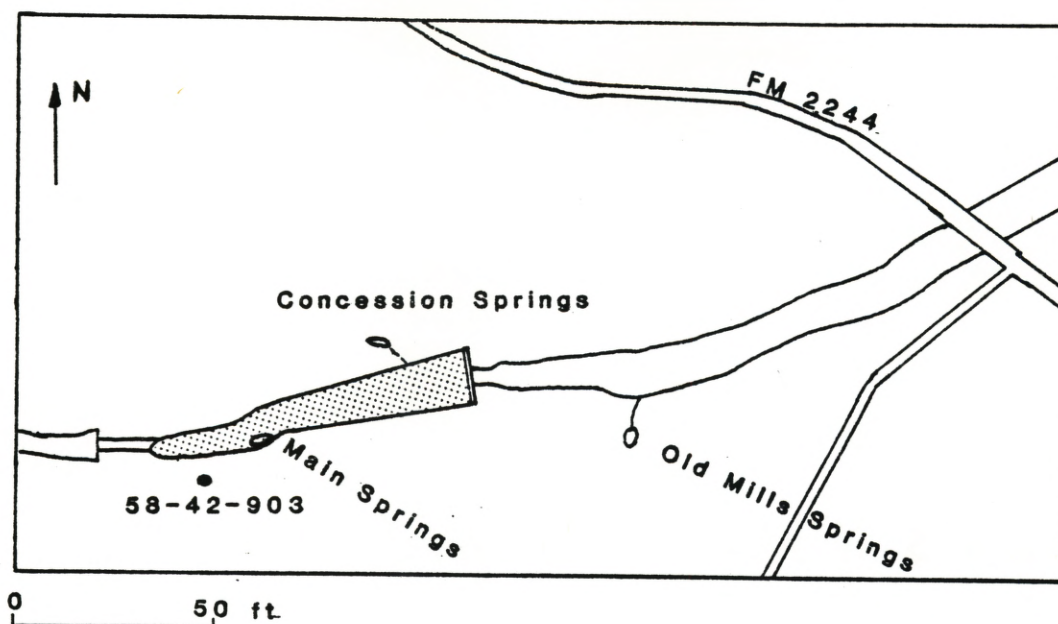 N
FM 2244
Concession Springs
Main Springs
Old Mills Springs
58-42-903
0 50 ft.